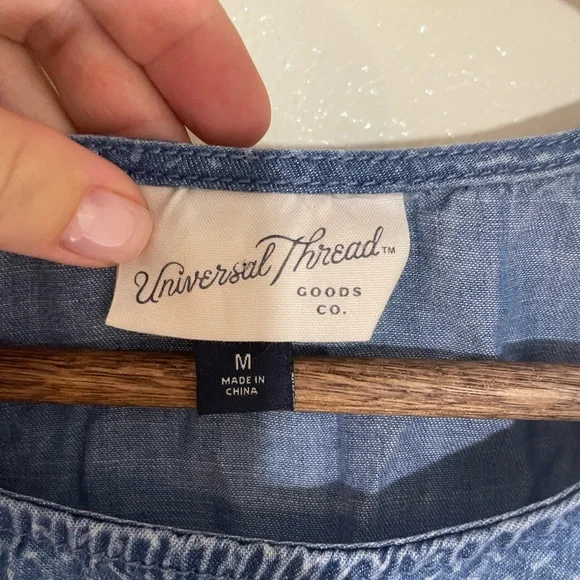 Universal Thread™
GOODS
CO.
M
MADE IN
CHINA